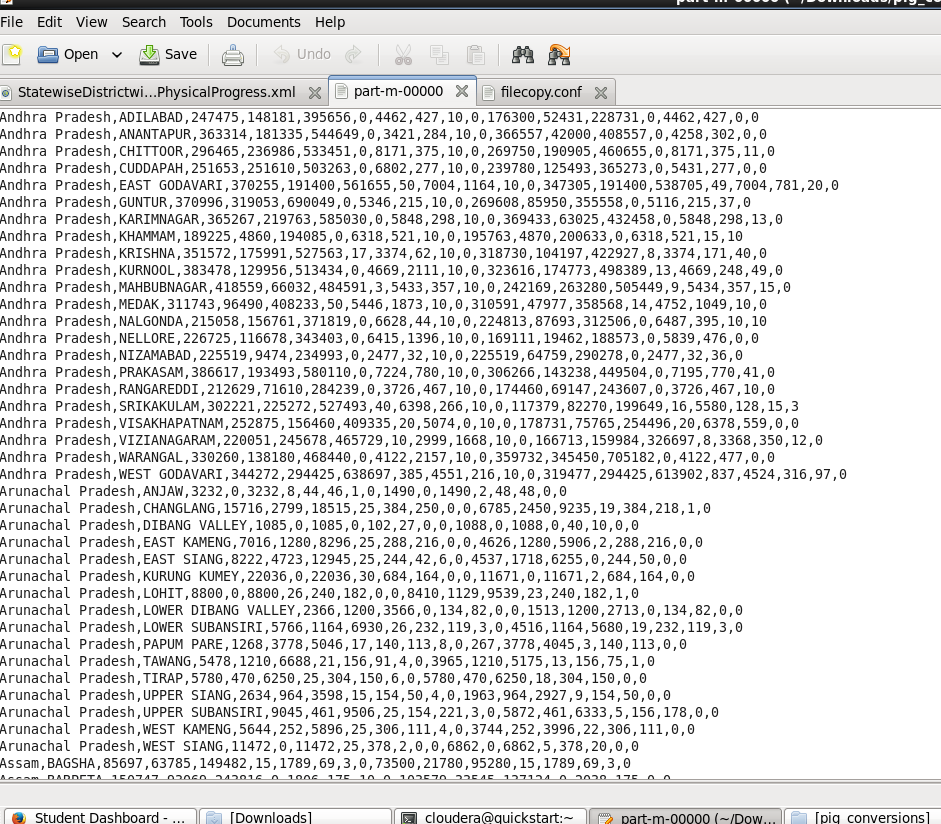 part-m-00000 (~/Downloads/pig_co
File Edit View Search Tools Documents Help
Open Save Undo
StatewiseDistrictwi...PhysicalProgress.xml part-m-00000 filecopy.conf
Andhra Pradesh,ADILABAD,247475,148181,395656,0,4462,427,10,0,176300,52431,228731,0,4462,427,0,0
Andhra Pradesh,ANANTAPUR,363314,181335,544649,0,3421,284,10,0,366557,42000,408557,0,4258,302,0,0
Andhra Pradesh,CHITTOOR,296465,236986,533451,0,8171,375,10,0,269750,190905,460655,0,8171,375,11,0
Andhra Pradesh,CUDDAPAH,251653,251610,503263,0,6802,277,10,0,239780,125493,365273,0,5431,277,0,0
Andhra Pradesh,EAST GODAVARI,370255,191400,561655,50,7004,1164,10,0,347305,191400,538705,49,7004,781,20,0
Andhra Pradesh,GUNTUR,370996,319053,690049,0,5346,215,10,0,269608,85950,355558,0,5116,215,37,0
Andhra Pradesh,KARIMNAGAR,365267,219763,585030,0,5848,298,10,0,369433,63025,432458,0,5848,298,13,0
Andhra Pradesh,KHAMMAM,189225,4860,194085,0,6318,521,10,0,195763,4870,200633,0,6318,521,15,10
Andhra Pradesh,KRISHNA,351572,175991,527563,17,3374,62,10,0,318730,104197,422927,8,3374,171,40,0
Andhra Pradesh,KURNOOL,383478,129956,513434,0,4669,2111,10,0,323616,174773,498389,13,4669,248,49,0
Andhra Pradesh,MAHBUBNAGAR,418559,66032,484591,3,5433,357,10,0,242169,263280,505449,9,5434,357,15,0
Andhra Pradesh,MEDAK,311743,96490,408233,50,5446,1873,10,0,310591,47977,358568,14,4752,1049,10,0
Andhra Pradesh,NALGONDA,215058,156761,371819,0,6628,44,10,0,224813,87693,312506,0,6487,395,10,10
Andhra Pradesh,NELLORE,226725,116678,343403,0,6415,1396,10,0,169111,19462,188573,0,5839,476,0,0
Andhra Pradesh,NIZAMABAD,225519,9474,234993,0,2477,32,10,0,225519,64759,290278,0,2477,32,36,0
Andhra Pradesh,PRAKASAM,386617,193493,580110,0,7224,780,10,0,306266,143238,449504,0,7195,770,41,0
Andhra Pradesh,RANGAREDDI,212629,71610,284239,0,3726,467,10,0,174460,69147,243607,0,3726,467,10,0
Andhra Pradesh,SRIKAKULAM,302221,225272,527493,40,6398,266,10,0,117379,82270,199649,16,5580,128,15,3
Andhra Pradesh,VISAKHAPATNAM,252875,156460,409335,20,5074,0,10,0,178731,75765,254496,20,6378,559,0,0
Andhra Pradesh,VIZIANAGARAM,220051,245678,465729,10,2999,1668,10,0,166713,159984,326697,8,3368,350,12,0
Andhra Pradesh,WARANGAL,330260,138180,468440,0,4122,2157,10,0,359732,345450,705182,0,4122,477,0,0
Andhra Pradesh,WEST GODAVARI,344272,294425,638697,385,4551,216,10,0,319477,294425,613902,837,4524,316,97,0
Arunachal Pradesh,ANJAW,3232,0,3232,8,44,46,1,0,1490,0,1490,2,48,48,0,0
Arunachal Pradesh,CHANGLANG,15716,2799,18515,25,384,250,0,0,6785,2450,9235,19,384,218,1,0
Arunachal Pradesh,DIBANG VALLEY,1085,0,1085,0,102,27,0,0,1088,0,1088,0,40,10,0,0
Arunachal Pradesh,EAST KAMENG,7016,1280,8296,25,288,216,0,0,4626,1280,5906,2,288,216,0,0
Arunachal Pradesh,EAST SIANG,8222,4723,12945,25,244,42,6,0,4537,1718,6255,0,244,50,0,0
Arunachal Pradesh,KURUNG KUMEY,22036,0,22036,30,684,164,0,0,11671,0,11671,2,684,164,0,0
Arunachal Pradesh,LOHIT,8800,0,8800,26,240,182,0,0,8410,1129,9539,23,240,182,1,0
Arunachal Pradesh,LOWER DIBANG VALLEY,2366,1200,3566,0,134,82,0,0,1513,1200,2713,0,134,82,0,0
Arunachal Pradesh,LOWER SUBANSIRI,5766,1164,6930,26,232,119,3,0,4516,1164,5680,19,232,119,3,0
Arunachal Pradesh,PAPUM PARE,1268,3778,5046,17,140,113,8,0,267,3778,4045,3,140,113,0,0
Arunachal Pradesh,TAWANG,5478,1210,6688,21,156,91,4,0,3965,1210,5175,13,156,75,1,0
Arunachal Pradesh,TIRAP,5780,470,6250,25,304,150,6,0,5780,470,6250,18,304,150,0,0
Arunachal Pradesh,UPPER SIANG,2634,964,3598,15,154,50,4,0,1963,964,2927,9,154,50,0,0
Arunachal Pradesh,UPPER SUBANSIRI,9045,461,9506,25,154,221,3,0,5872,461,6333,5,156,178,0,0
Arunachal Pradesh,WEST KAMENG,5644,252,5896,25,306,111,4,0,3744,252,3996,22,306,111,0,0
Arunachal Pradesh,WEST SIANG,11472,0,11472,25,378,2,0,0,6862,0,6862,5,378,20,0,0
Assam,BAGSHA,85697,63785,149482,15,1789,69,3,0,73500,21780,95280,15,1789,69,3,0
Student Dashboard - ... [Downloads] cloudera@quickstart:~ part-m-00000 (~/Dow... [pig_conversions]